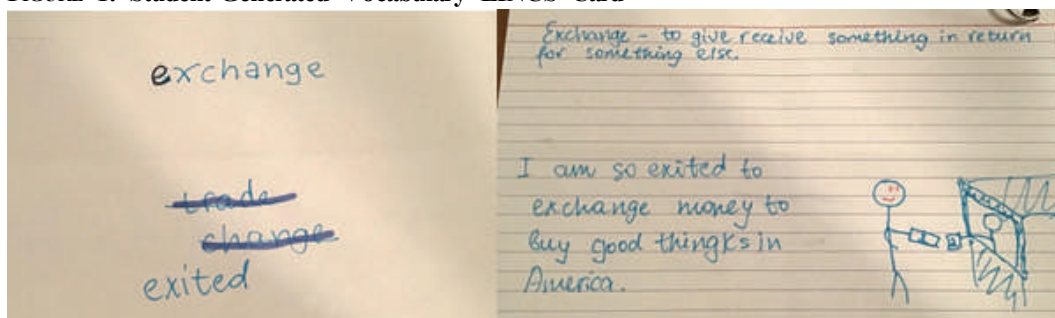 FIGURE 1. Student-Generated Vocabulary LINCS Card
exchange
trade
change
exited
Exchange - to give receive something in return
for something else.
I am so exited to
exchange money to
buy good thingks in
America.